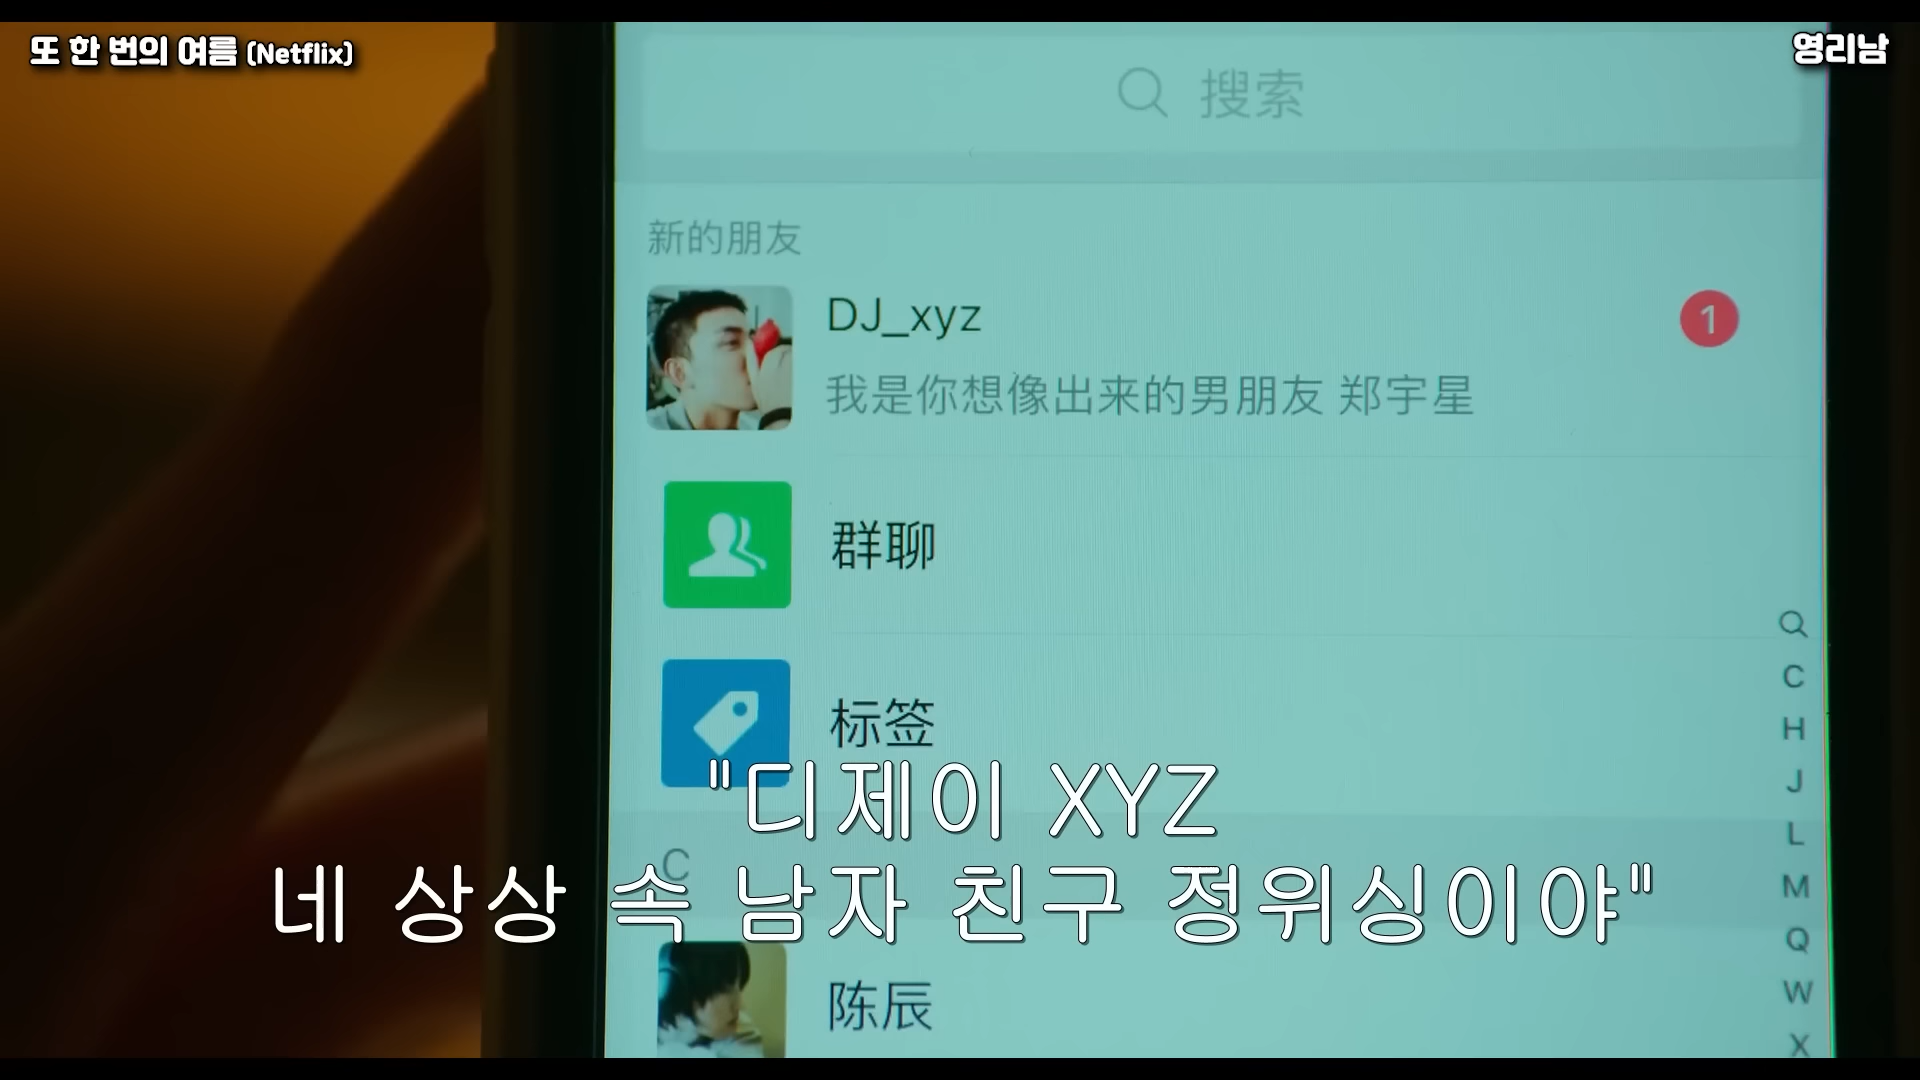 또 한 번의 여름 (Netflix)
영리남
搜索
新的朋友
DJ_xyz
1
我是你想像出来的男朋友 郑宇星
群聊
标签
"디제이 XYZ
C
네 상상 속 남자 친구 정위싱이야"
陈辰
C
H
J
L
M
Q
W
X